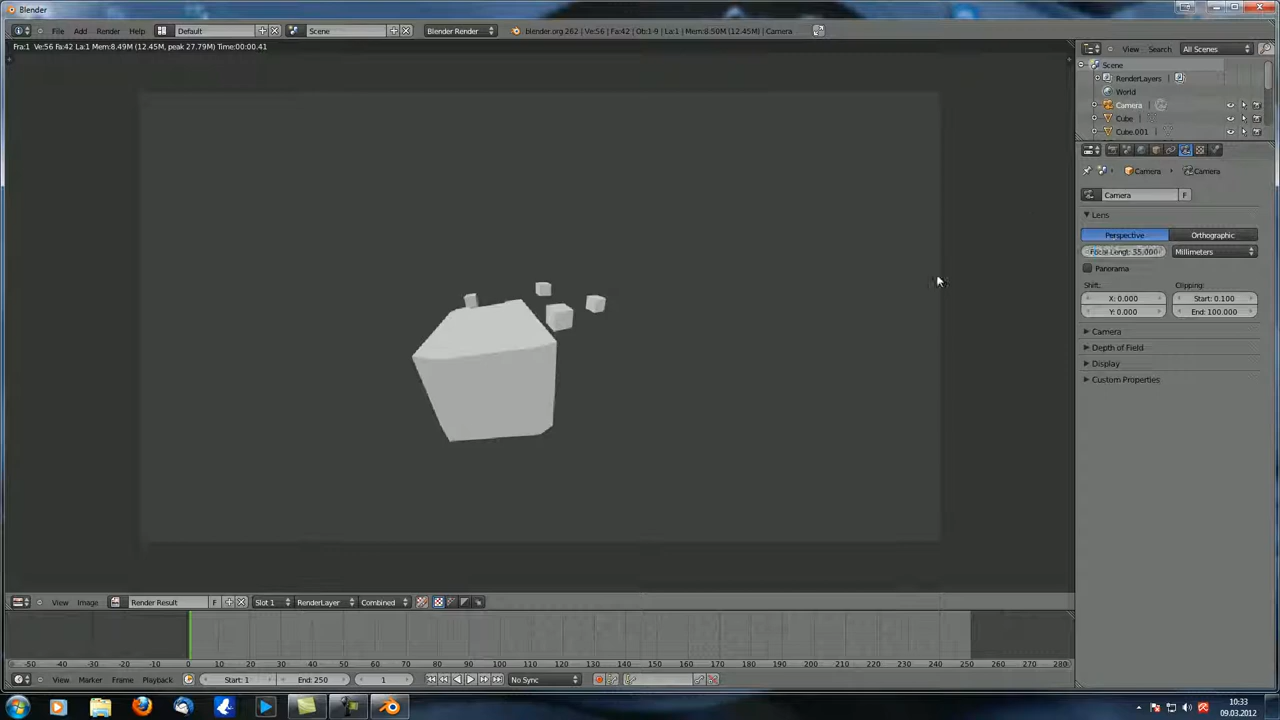 Blender
File Add Render Help Default Scene Blender Render blender.org 262 | Ve:56 | Fa:42 | Ob:1-9 | La:1 | Mem:8.50M (12.45M) | Camera
Fra:1 Ve:56 Fa:42 La:1 Mem:8.49M (12.45M, peak 27.79M) Time:00:00.41
View Search All Scenes
Scene
RenderLayers
World
Camera
Cube
Cube.001
Camera Camera
Camera F
Lens
Perspective Orthographic
Focal Lengt: 35.000 Millimeters
Panorama
Shift: Clipping:
X: 0.000 Start: 0.100
Y: 0.000 End: 100.000
Camera
Depth of Field
Display
Custom Properties
View Image Render Result F Slot 1 RenderLayer Combined
-50 -40 -30 -20 -10 0 10 20 30 40 50 60 70 80 90 100 110 120 130 140 150 160 170 180 190 200 210 220 230 240 250 260 270 280
View Marker Frame Playback Start: 1 End: 250 1 No Sync
10:33
09.03.2012